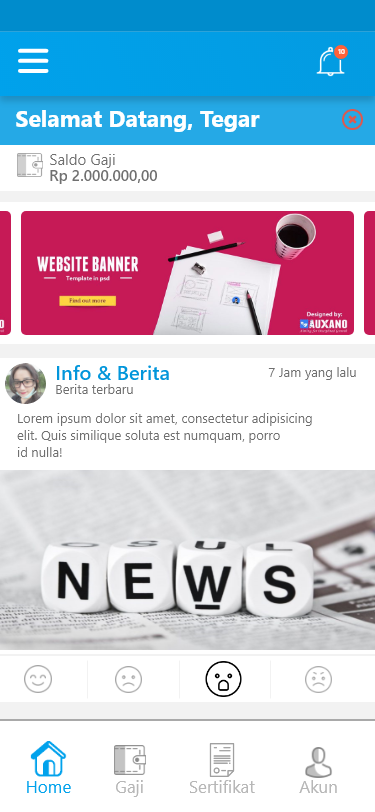 10
Selamat Datang, Tegar
Saldo Gaji
Rp 2.000.000,00
WEBSITE BANNER
Template in psd
Find out more
Designed by:
AUXANO
Info & Berita
7 Jam yang lalu
Berita terbaru
Lorem ipsum dolor sit amet, consectetur adipisicing
elit. Quis similique soluta est numquam, porro
id nulla!
NEWS
Home
Gaji
Sertifikat
Akun